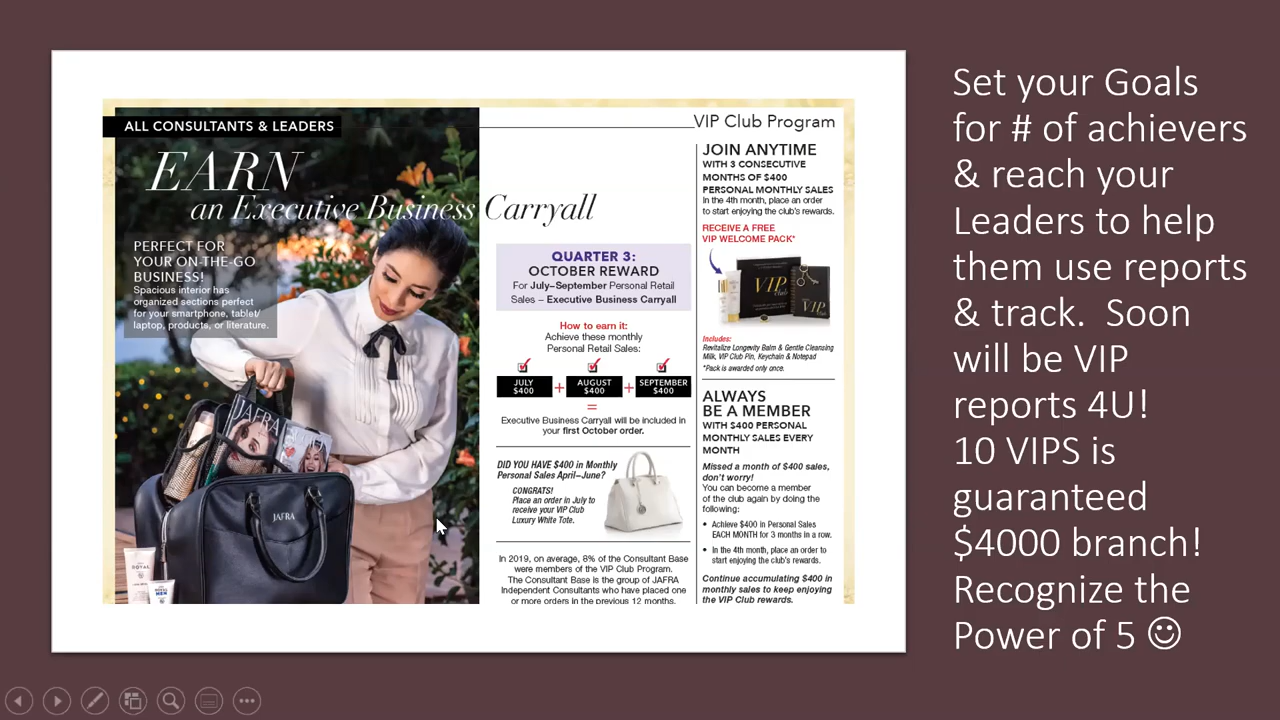 ALL CONSULTANTS & LEADERS
EARN
an Executive Business Carryall
PERFECT FOR
YOUR ON-THE-GO
BUSINESS!
Spacious interior has
organized sections perfect
for your smartphone, tablet/
laptop, products, or literature.
JAFRA
JAFRA
ROYAL
ROYAL
MEN
QUARTER 3:
OCTOBER REWARD
For July–September Personal Retail
Sales – Executive Business Carryall
How to earn it:
Achieve these monthly
Personal Retail Sales:
JULY
$400
+
AUGUST
$400
+
SEPTEMBER
$400
=
Executive Business Carryall will be included in
your first October order.
DID YOU HAVE $400 in Monthly
Personal Sales April–June?
CONGRATS!
Place an order in July to
receive your VIP Club
Luxury White Tote.
In 2019, on average, 8% of the Consultant Base
were members of the VIP Club Program.
The Consultant Base is the group of JAFRA
Independent Consultants who have placed one
or more orders in the previous 12 months.
VIP Club Program
JOIN ANYTIME
WITH 3 CONSECUTIVE
MONTHS OF $400
PERSONAL MONTHLY SALES
In the 4th month, place an order
to start enjoying the club's rewards.
RECEIVE A FREE
VIP WELCOME PACK*
VIP
club
VIP
Includes:
Revitalize Longevity Balm & Gentle Cleansing
Milk, VIP Club Pin, Keychain & Notepad
*Pack is awarded only once.
ALWAYS
BE A MEMBER
WITH $400 PERSONAL
MONTHLY SALES EVERY
MONTH
Missed a month of $400 sales,
don't worry!
You can become a member
of the club again by doing the
following:
• Achieve $400 in Personal Sales
EACH MONTH for 3 months in a row.
• In the 4th month, place an order to
start enjoying the club's rewards.
Continue accumulating $400 in
monthly sales to keep enjoying
the VIP Club rewards.
Set your Goals
for # of achievers
& reach your
Leaders to help
them use reports
& track.  Soon
will be VIP
reports 4U!
10 VIPS is
guaranteed
$4000 branch!
Recognize the
Power of 5 ☺